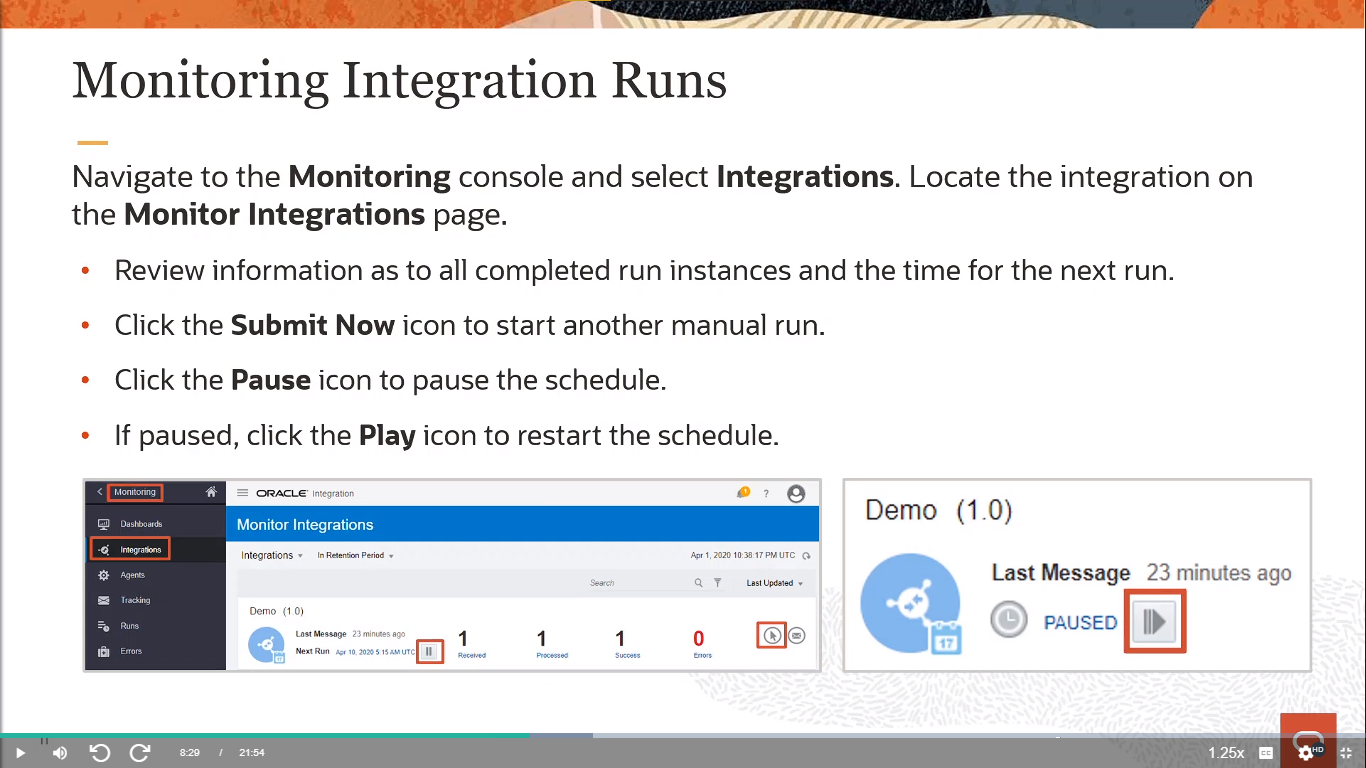 Monitoring Integration Runs
Navigate to the Monitoring console and select Integrations. Locate the integration on
the Monitor Integrations page.
• Review information as to all completed run instances and the time for the next run.
• Click the Submit Now icon to start another manual run.
• Click the Pause icon to pause the schedule.
• If paused, click the Play icon to restart the schedule.
Monitoring
Dashboards
Integrations
Agents
Tracking
Runs
Errors
ORACLE Integration
1
?
Monitor Integrations
Integrations In Retention Period Apr 1, 2020 10:38:17 PM UTC
Search Last Updated
Demo (1.0)
Last Message 23 minutes ago
Next Run Apr 10, 2020 5:15 AM UTC
17
1 1 1 0
Received Processed Success Errors
Demo (1.0)
Last Message 23 minutes ago
PAUSED
17
8:29 / 21:54
1.25x
CC
HD